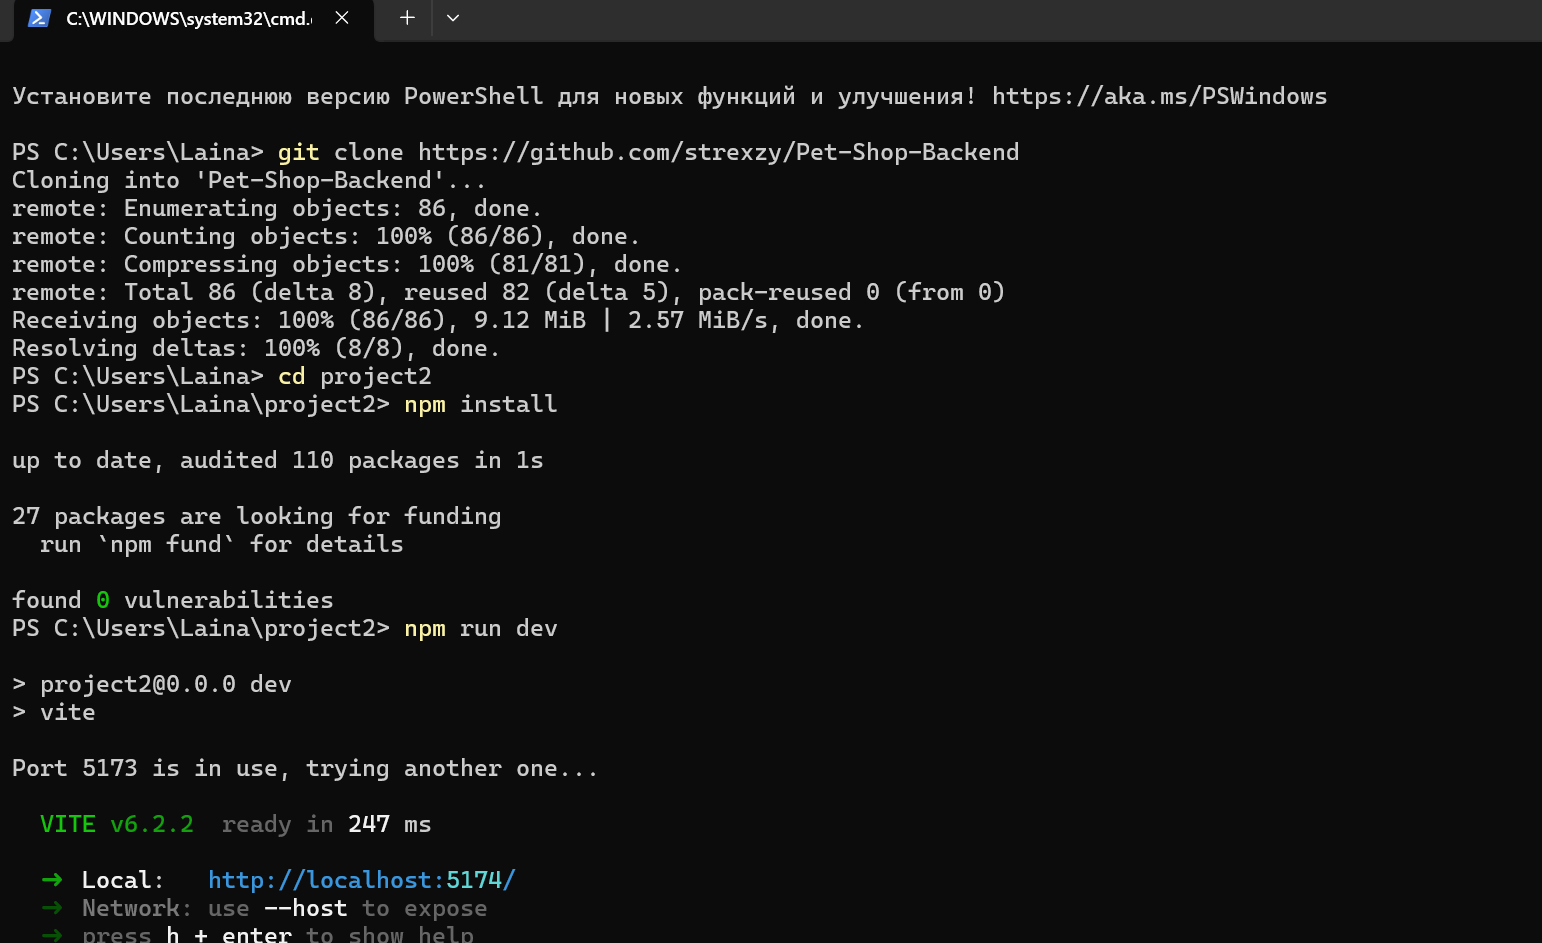 C:\WINDOWS\system32\cmd.
Установите последнюю версию PowerShell для новых функций и улучшения! https://aka.ms/PSWindows
PS C:\Users\Laina> git clone https://github.com/strexzy/Pet-Shop-Backend
Cloning into 'Pet-Shop-Backend'...
remote: Enumerating objects: 86, done.
remote: Counting objects: 100% (86/86), done.
remote: Compressing objects: 100% (81/81), done.
remote: Total 86 (delta 8), reused 82 (delta 5), pack-reused 0 (from 0)
Receiving objects: 100% (86/86), 9.12 MiB | 2.57 MiB/s, done.
Resolving deltas: 100% (8/8), done.
PS C:\Users\Laina> cd project2
PS C:\Users\Laina\project2> npm install
up to date, audited 110 packages in 1s
27 packages are looking for funding
  run `npm fund` for details
found 0 vulnerabilities
PS C:\Users\Laina\project2> npm run dev
> project2@0.0.0 dev
> vite
Port 5173 is in use, trying another one...
  VITE v6.2.2  ready in 247 ms
  ➜ Local:   http://localhost:5174/
  ➜ Network: use --host to expose
  ➜ press h + enter to show help